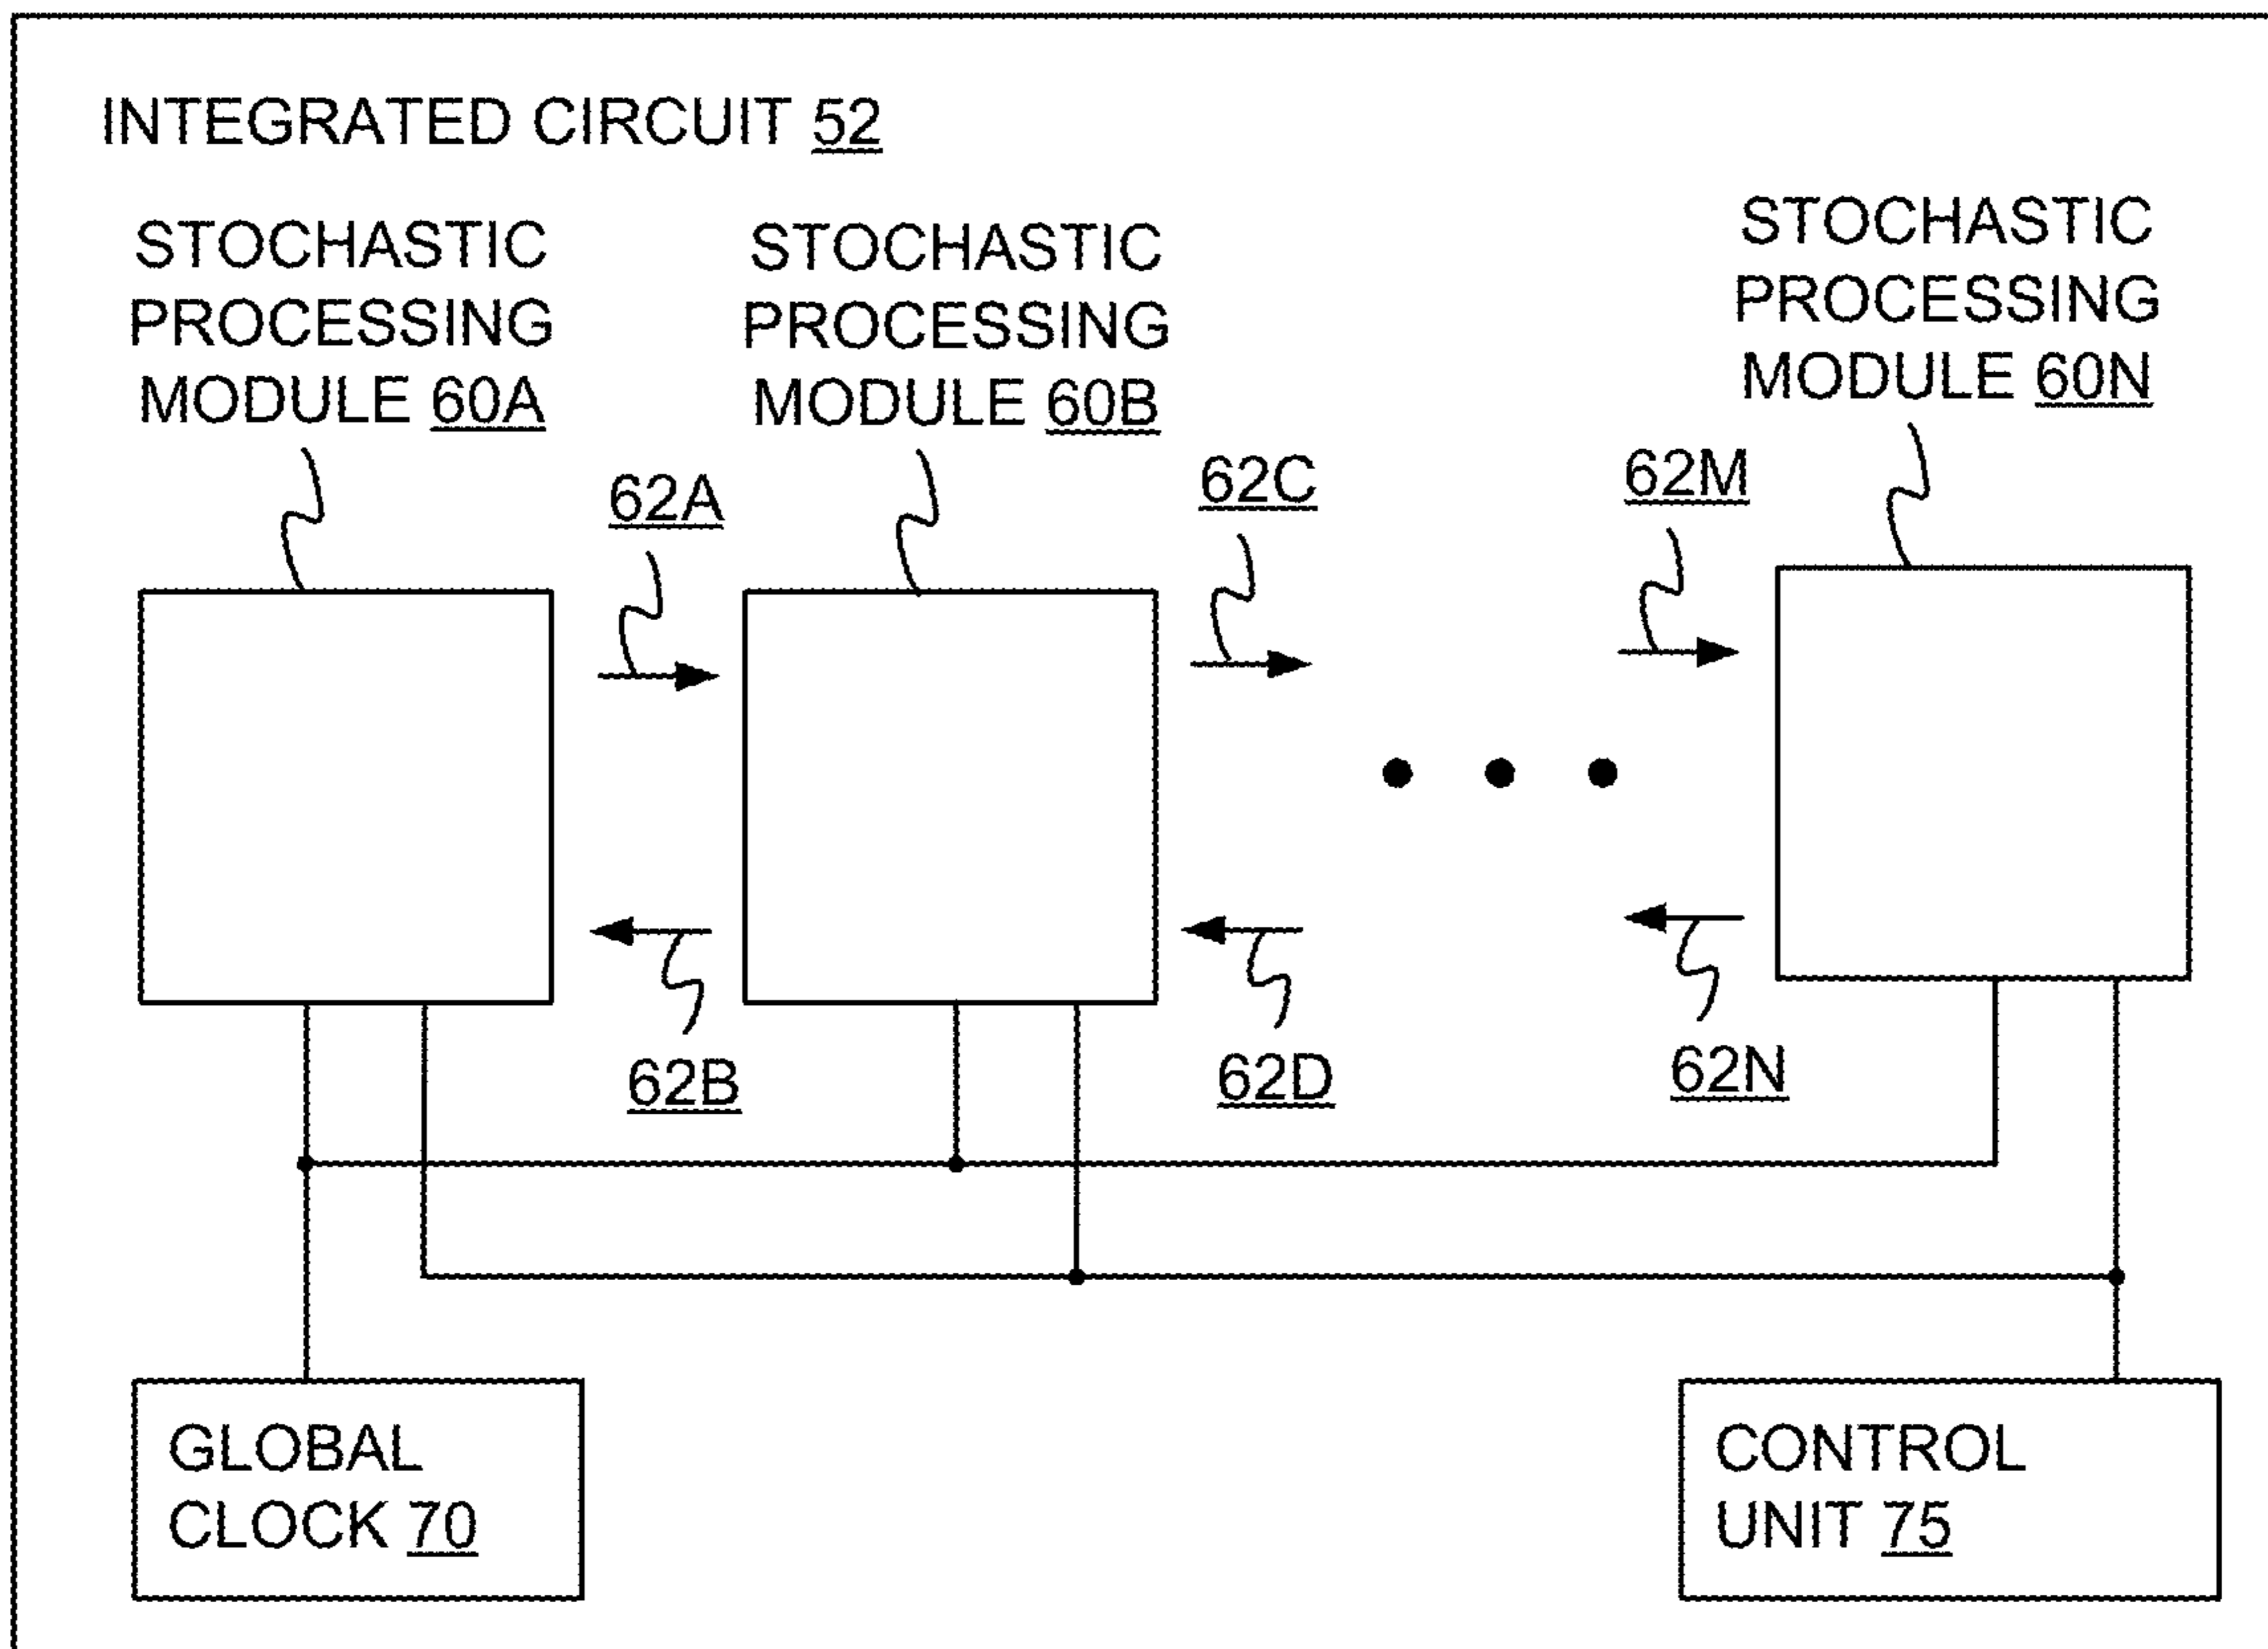 INTEGRATED CIRCUIT 52
STOCHASTIC
PROCESSING
MODULE 60A
STOCHASTIC
PROCESSING
MODULE 60B
STOCHASTIC
PROCESSING
MODULE 60N
62A
62C
62M
62B
62D
62N
GLOBAL
CLOCK 70
CONTROL
UNIT 75